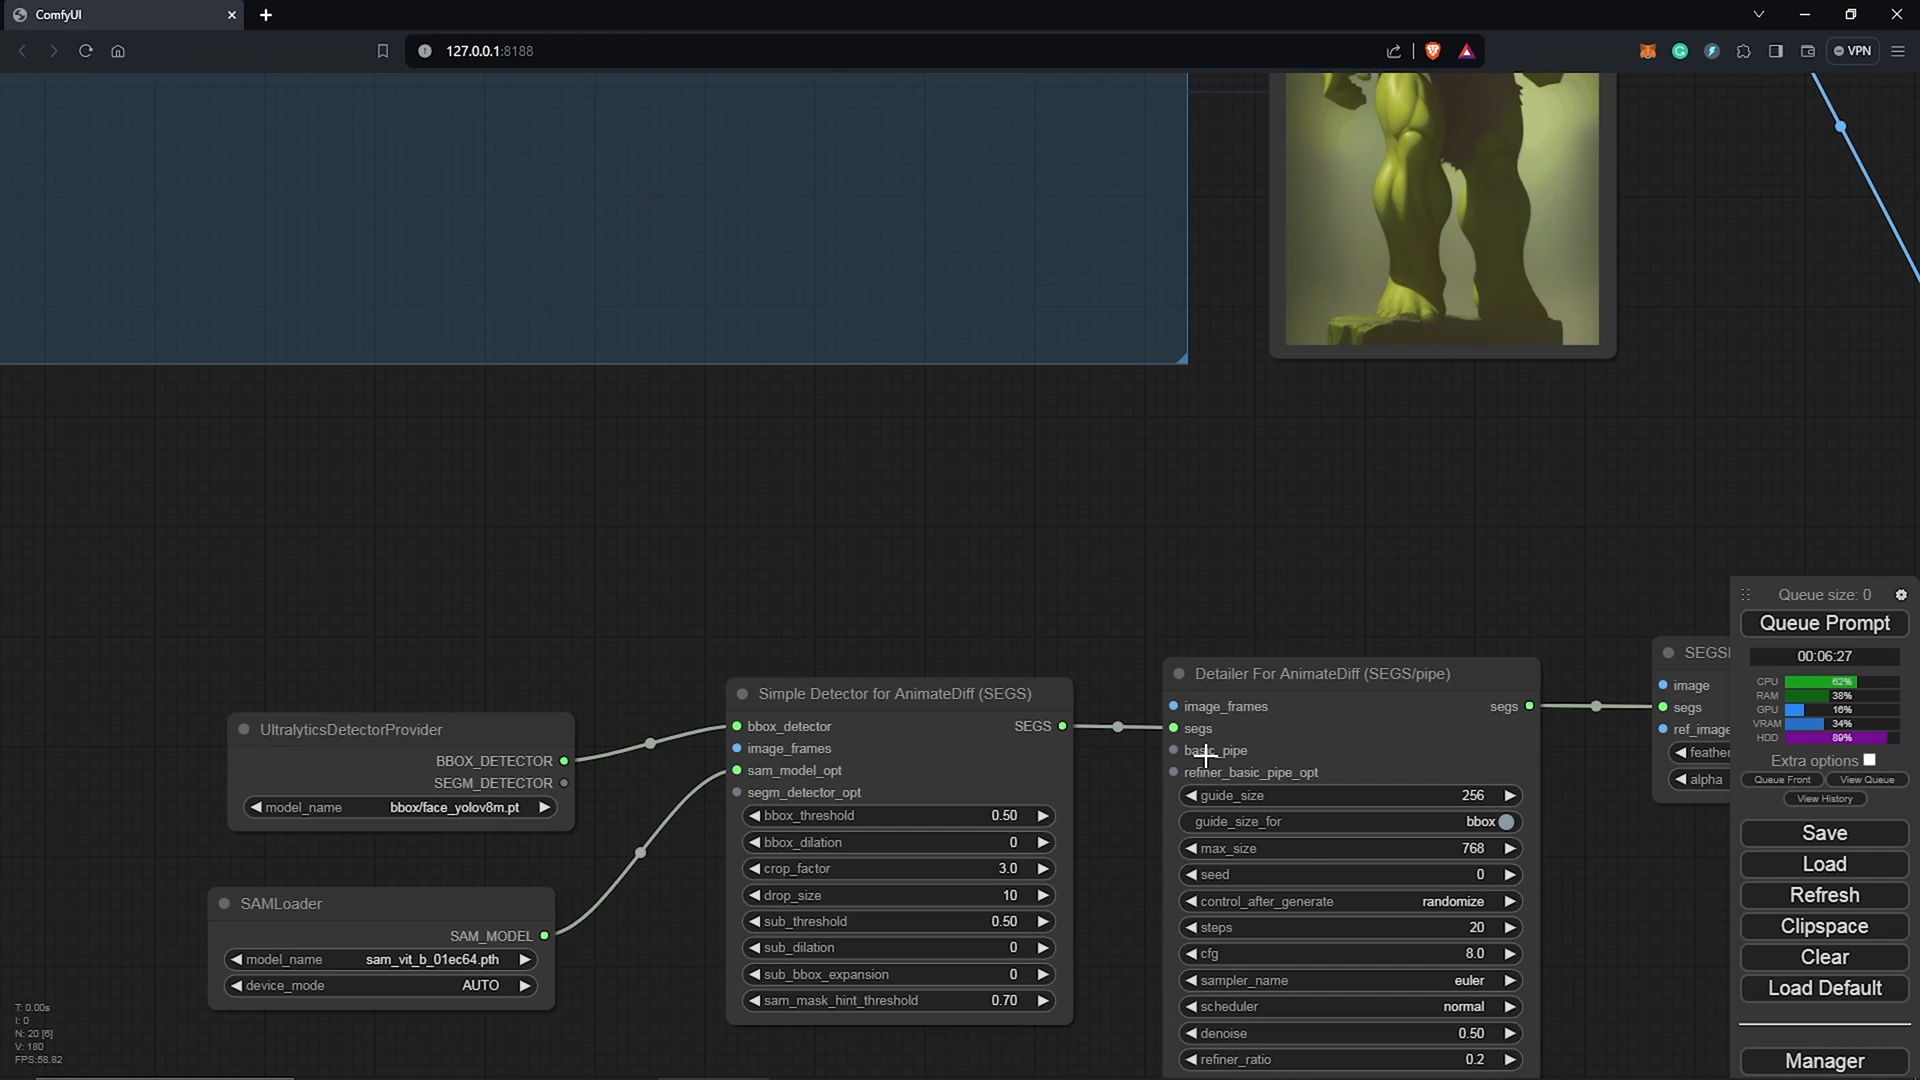 ComfyUI
127.0.0.1:8188
VPN
Queue size: 0
Queue Prompt
00:06:27
CPU 62%
RAM 38%
GPU 16%
VRAM 34%
HDD 89%
Extra options
Queue Front View Queue
View History
Save
Load
Refresh
Clipspace
Clear
Load Default
Manager
UltralyticsDetectorProvider
BBOX_DETECTOR
SEGM_DETECTOR
model_name bbox/face_yolov8m.pt
SAMLoader
SAM_MODEL
model_name sam_vit_b_01ec64.pth
device_mode AUTO
Simple Detector for AnimateDiff (SEGS)
bbox_detector SEGS
image_frames
sam_model_opt
segm_detector_opt
bbox_threshold 0.50
bbox_dilation 0
crop_factor 3.0
drop_size 10
sub_threshold 0.50
sub_dilation 0
sub_bbox_expansion 0
sam_mask_hint_threshold 0.70
Detailer For AnimateDiff (SEGS/pipe)
image_frames segs
segs
basic_pipe
refiner_basic_pipe_opt
guide_size 256
guide_size_for bbox
max_size 768
seed 0
control_after_generate randomize
steps 20
cfg 8.0
sampler_name euler
scheduler normal
denoise 0.50
refiner_ratio 0.2
SEGS
image
segs
ref_image
feather
alpha
T: 0.00s
I: 0
N: 20 [6]
V: 180
FPS:58.82